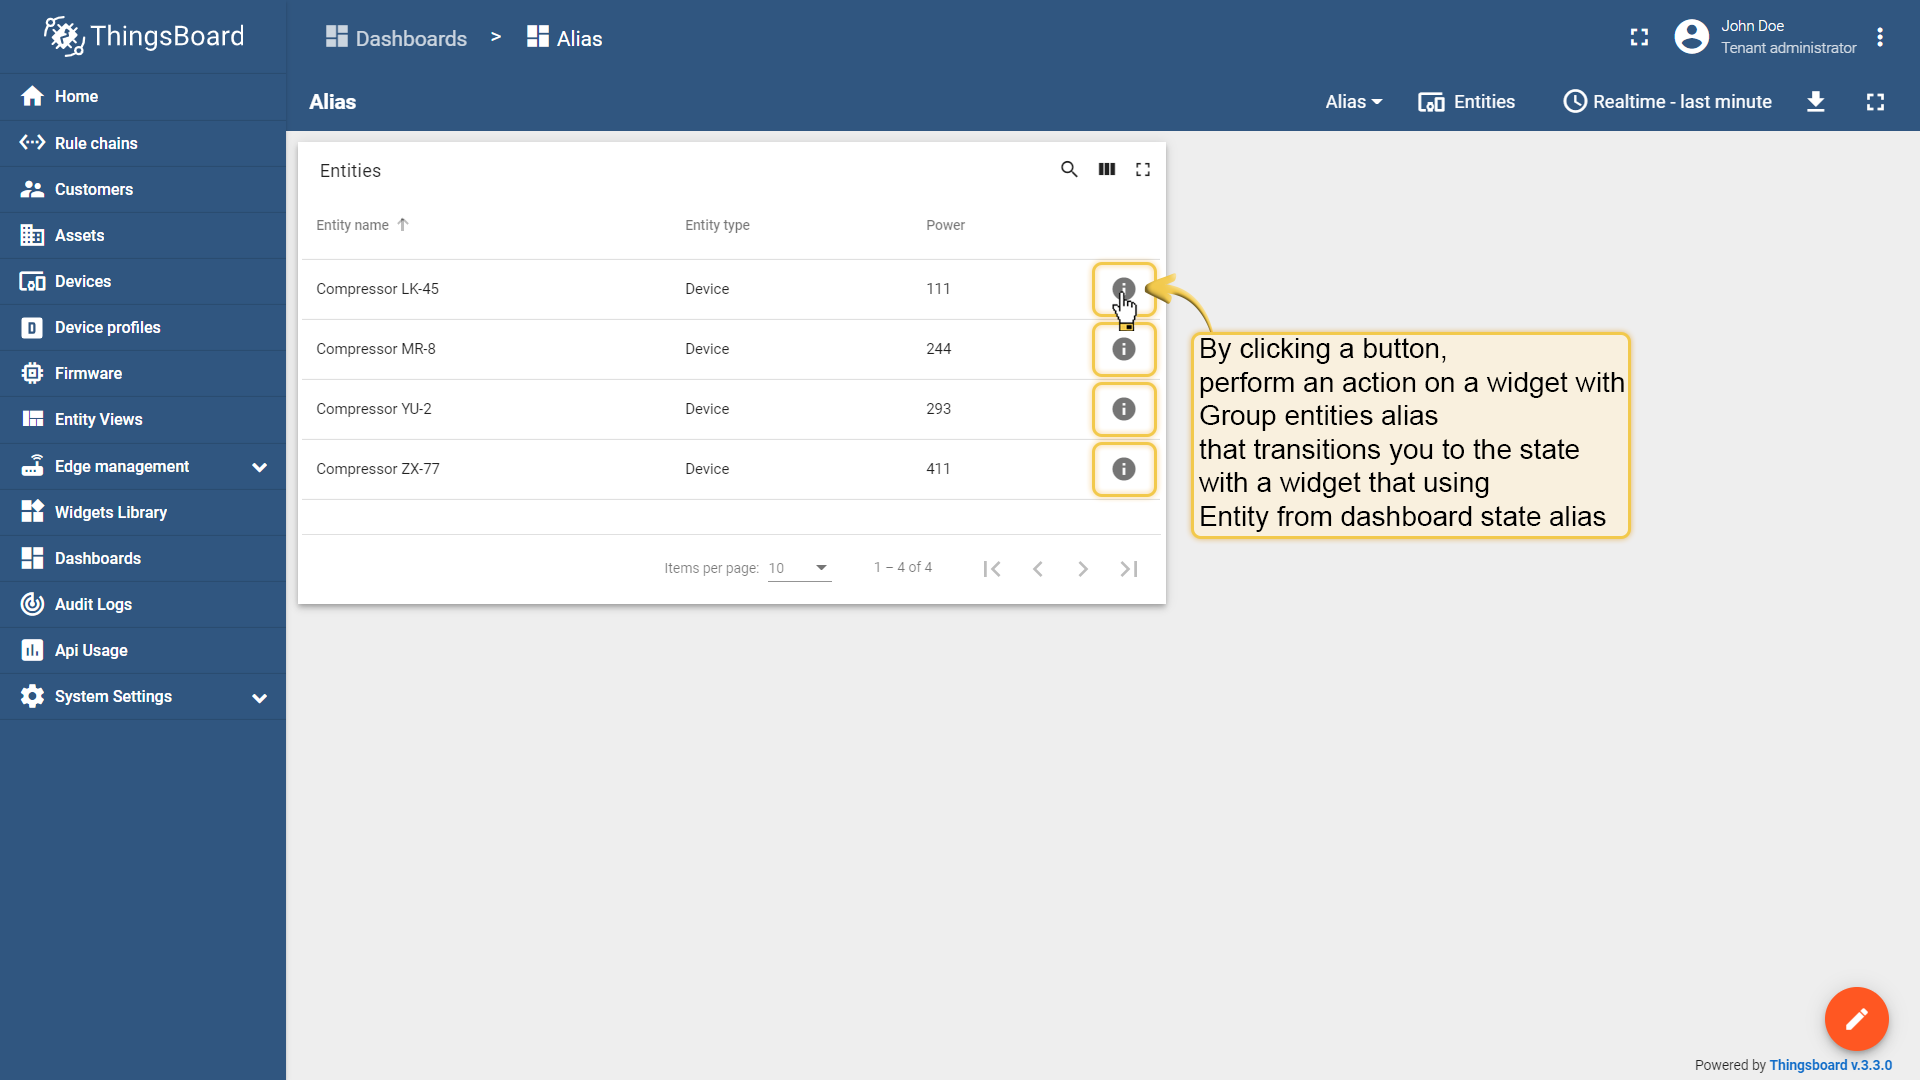 ThingsBoard
Dashboards > Alias
John Doe
Tenant administrator
Home
Rule chains
Customers
Assets
Devices
D Device profiles
Firmware
Entity Views
Edge management
Widgets Library
Dashboards
Audit Logs
Api Usage
System Settings
Alias
Alias
Entities
Realtime - last minute
Entities
Entity name Entity type Power
Compressor LK-45 Device 111
Compressor MR-8 Device 244
Compressor YU-2 Device 293
Compressor ZX-77 Device 411
Items per page: 10 1 – 4 of 4
By clicking a button,
perform an action on a widget with
Group entities alias
that transitions you to the state
with a widget that using
Entity from dashboard state alias
Powered by Thingsboard v.3.3.0